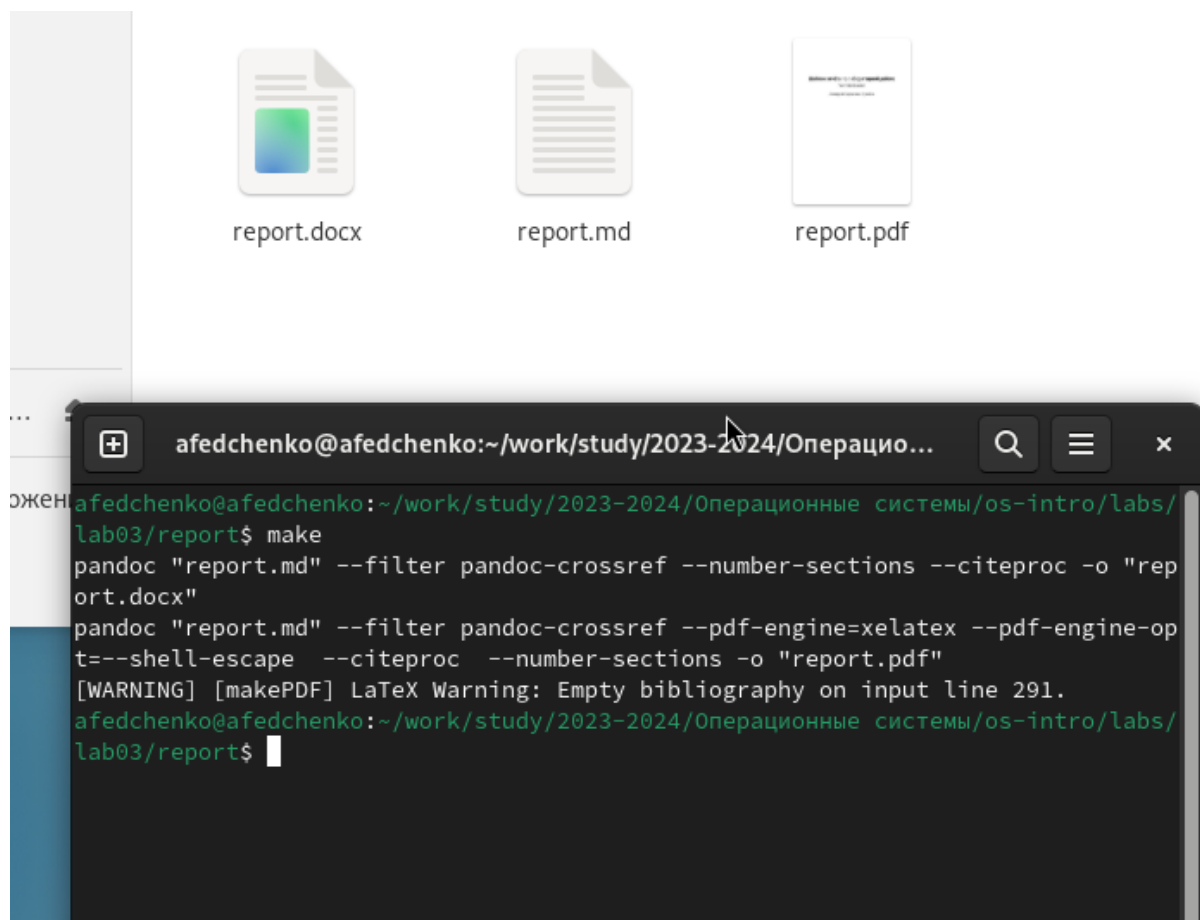 report.docx
report.md
report.pdf
...
afedchenko@afedchenko:~/work/study/2023-2024/Операцио...
ожен
afedchenko@afedchenko:~/work/study/2023-2024/Операционные системы/os-intro/labs/
lab03/report$ make
pandoc "report.md" --filter pandoc-crossref --number-sections --citeproc -o "rep
ort.docx"
pandoc "report.md" --filter pandoc-crossref --pdf-engine=xelatex --pdf-engine-op
t=--shell-escape  --citeproc  --number-sections -o "report.pdf"
[WARNING] [makePDF] LaTeX Warning: Empty bibliography on input line 291.
afedchenko@afedchenko:~/work/study/2023-2024/Операционные системы/os-intro/labs/
lab03/report$